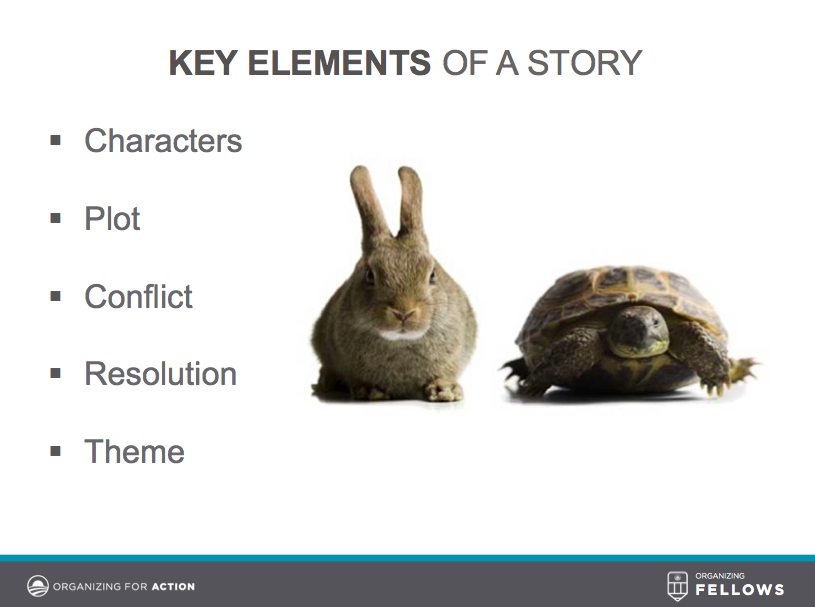 KEY ELEMENTS OF A STORY
Characters
Plot
Conflict
Resolution
Theme
ORGANIZING FOR ACTION
ORGANIZING
FELLOWS